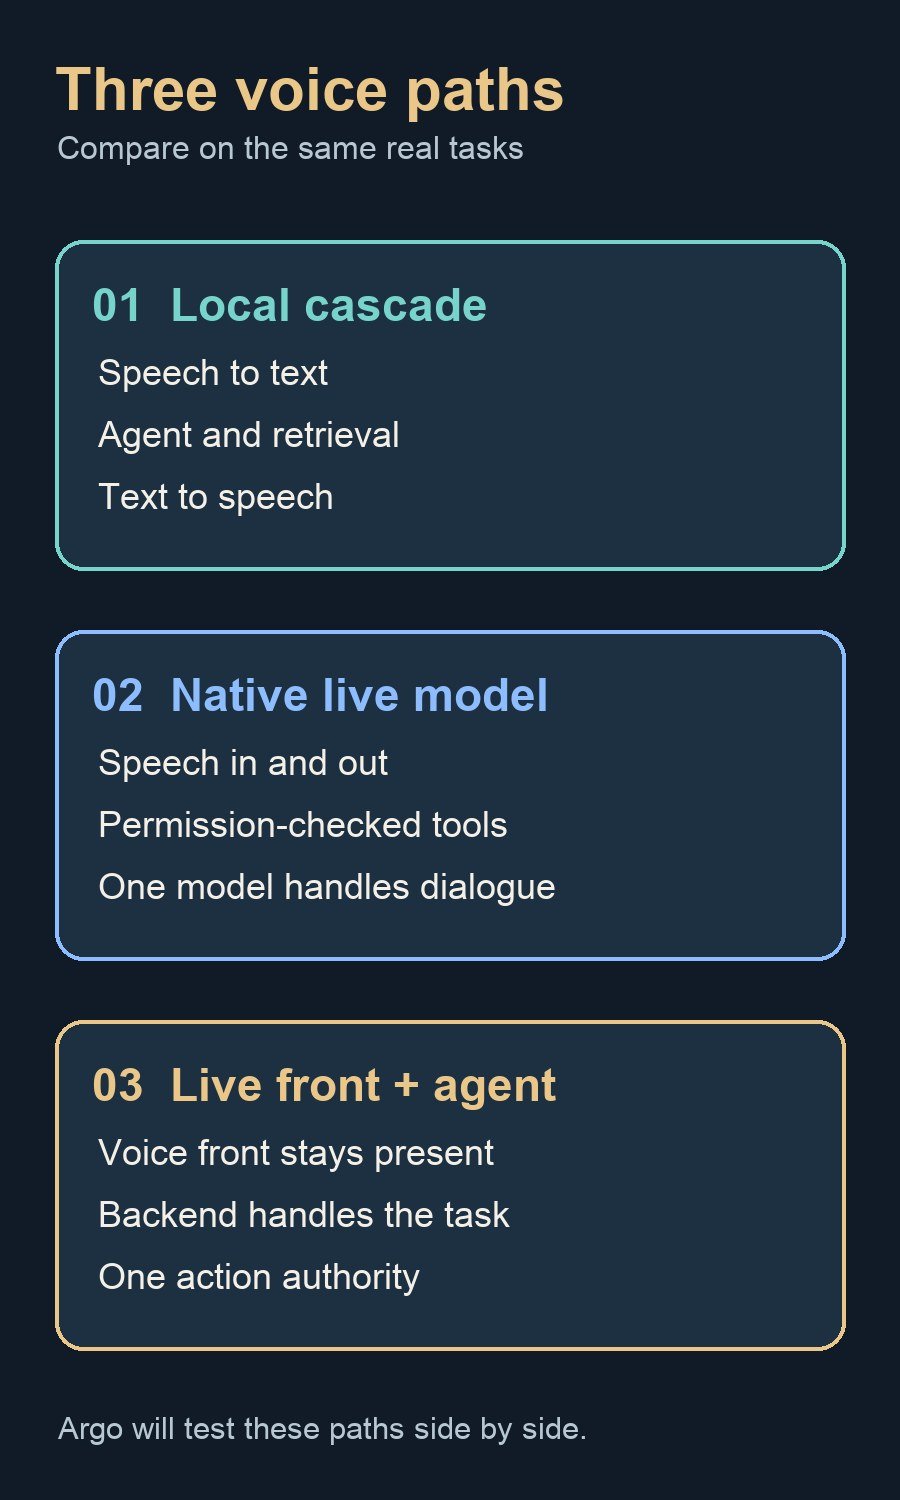 Three voice paths
Compare on the same real tasks
01 Local cascade
Speech to text
Agent and retrieval
Text to speech
02 Native live model
Speech in and out
Permission-checked tools
One model handles dialogue
03 Live front + agent
Voice front stays present
Backend handles the task
One action authority
Argo will test these paths side by side.